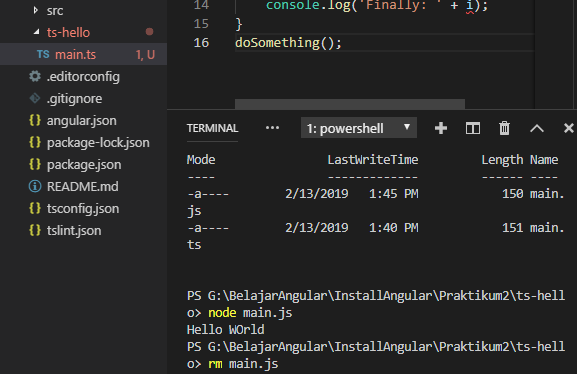 src
ts-hello
TS main.ts 1, U
.editorconfig
.gitignore
{} angular.json
{} package-lock.json
{} package.json
README.md
{} tsconfig.json
{} tslint.json
14 console.log('Finally: ' + i);
15 }
16 doSomething();
TERMINAL ••• 1: powershell
Mode LastWriteTime Length Name
---- ------------- ------ ----
-a---- 2/13/2019 1:45 PM 150 main.
js
-a---- 2/13/2019 1:40 PM 151 main.
ts
PS G:\BelajarAngular\InstallAngular\Praktikum2\ts-hell
o> node main.js
Hello WOrld
PS G:\BelajarAngular\InstallAngular\Praktikum2\ts-hell
o> rm main.js